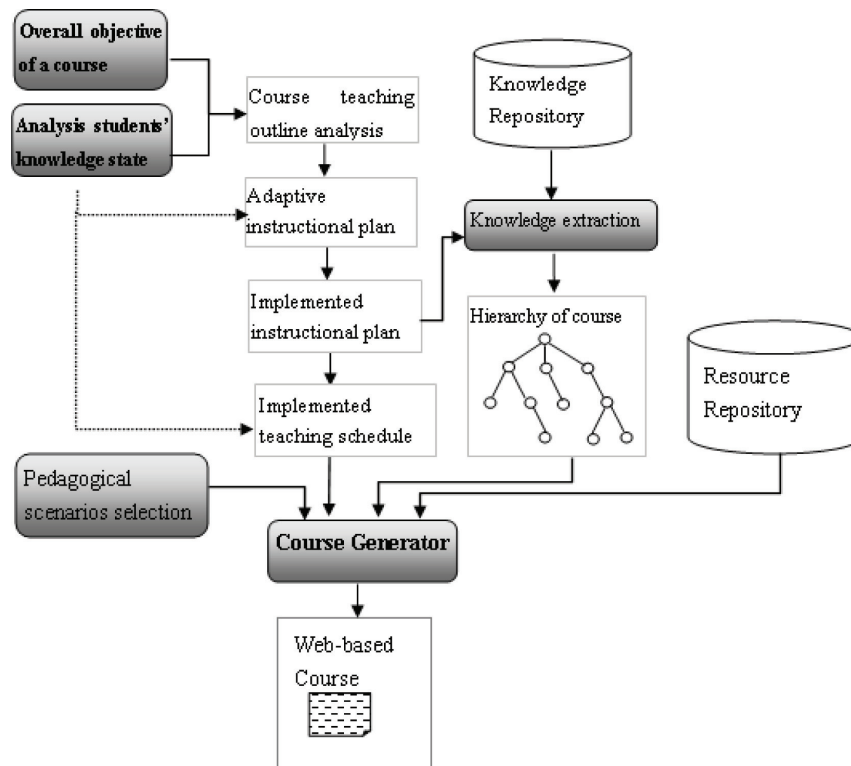 Overall objective
of a course
Analysis students'
knowledge state
Course teaching
outline analysis
Adaptive
instructional plan
Implemented
instructional plan
Implemented
teaching schedule
Knowledge
Repository
Knowledge extraction
Hierarchy of course
Resource
Repository
Pedagogical
scenarios selection
Course Generator
Web-based
Course